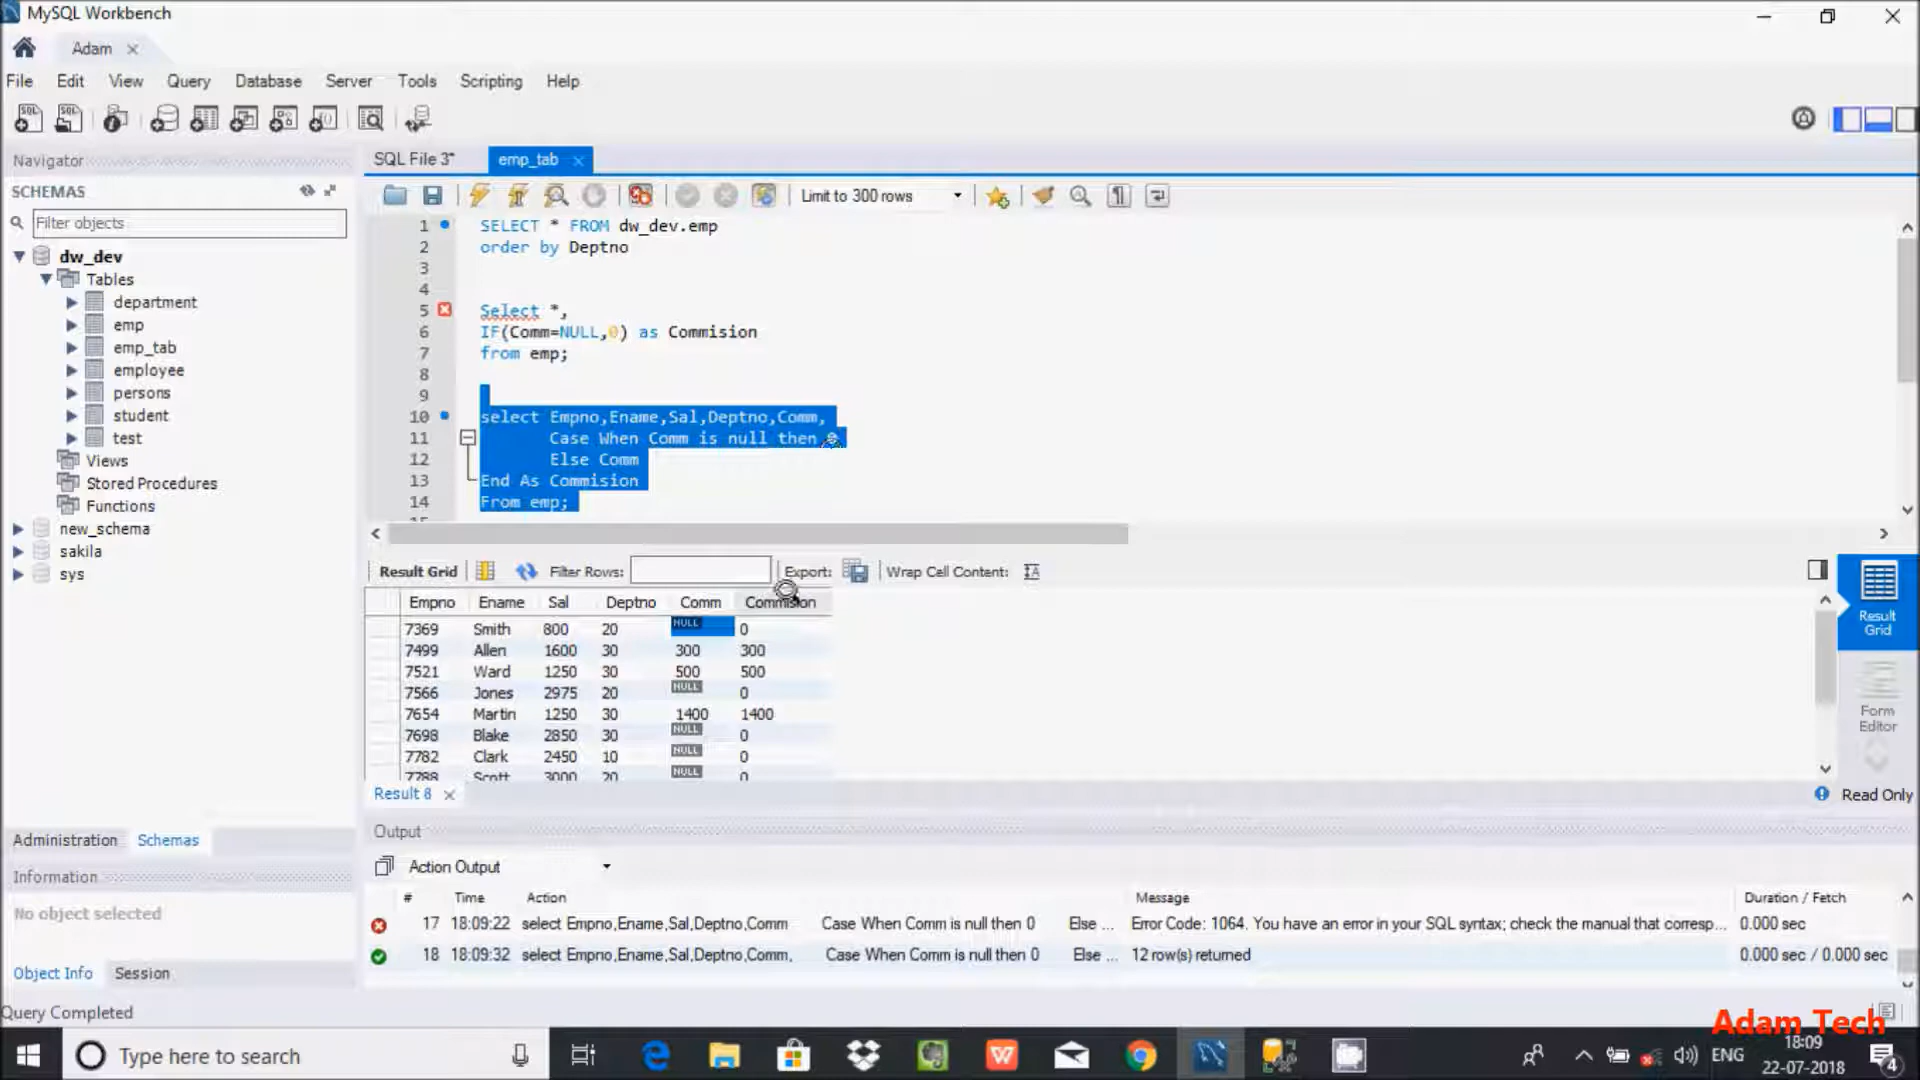 MySQL Workbench
Adam
File Edit View Query Database Server Tools Scripting Help
Navigator
SCHEMAS
Filter objects
dw_dev
Tables
department
emp
emp_tab
employee
persons
student
test
Views
Stored Procedures
Functions
new_schema
sakila
sys
Administration Schemas
Information
No object selected
Object Info Session
Query Completed
SQL File 3* emp_tab
Limit to 300 rows
1 SELECT * FROM dw_dev.emp
2 order by Deptno
3
4
5 Select *,
6 IF(Comm=NULL,0) as Commision
7 from emp;
8
9
10 select Empno,Ename,Sal,Deptno,Comm,
11 Case When Comm is null then 0
12 Else Comm
13 End As Commision
14 From emp;
Result Grid Filter Rows: Export: Wrap Cell Content:
Empno Ename Sal Deptno Comm Commision
7369 Smith 800 20 NULL 0
7499 Allen 1600 30 300 300
7521 Ward 1250 30 500 500
7566 Jones 2975 20 NULL 0
7654 Martin 1250 30 1400 1400
7698 Blake 2850 30 NULL 0
7782 Clark 2450 10 NULL 0
7788 Scott 3000 20 NULL
Result Grid
Form Editor
Result 8
Read Only
Output
Action Output
# Time Action Message Duration / Fetch
17 18:09:22 select Empno,Ename,Sal,Deptno,Comm Case When Comm is null then 0 Else ... Error Code: 1064. You have an error in your SQL syntax; check the manual that corresp... 0.000 sec
18 18:09:32 select Empno,Ename,Sal,Deptno,Comm, Case When Comm is null then 0 Else ... 12 row(s) returned 0.000 sec / 0.000 sec
Adam Tech
Type here to search
ENG
18:09
22-07-2018
4